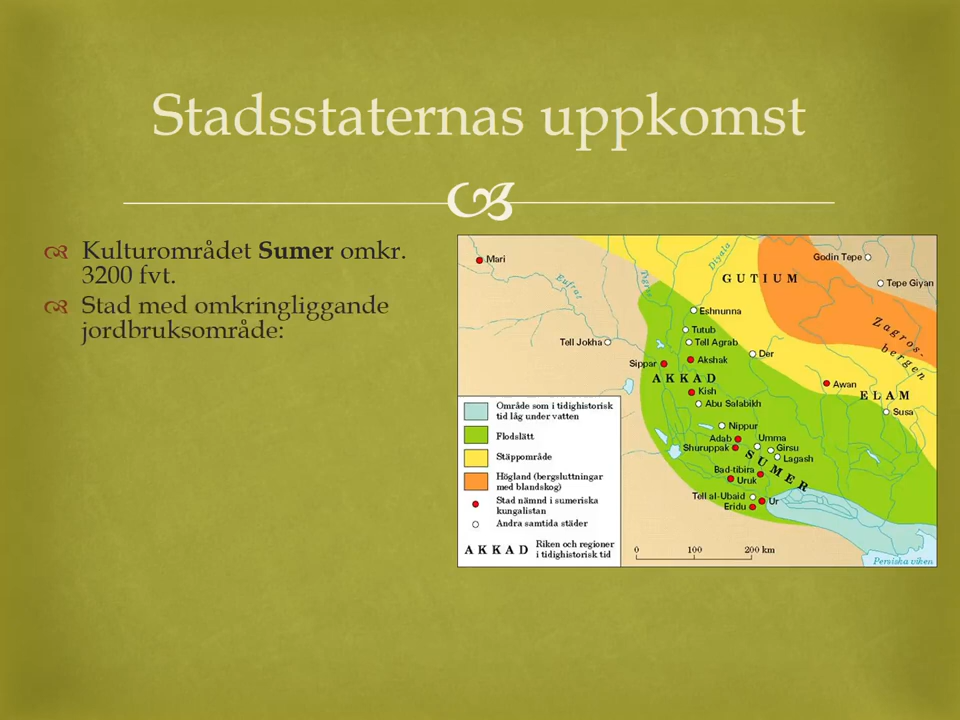 Stadsstaternas uppkomst
Kulturområdet Sumer omkr.
3200 fvt.
Stad med omkringliggande
jordbruksområde:
Mari
Eufrat
Tigris
Diyala
GUTIUM
Godin Tepe
Tepe Giyan
Zagros-
bergen
Eshnunna
Tutub
Tell Jokha
Tell Agrab
Der
Akshak
Sippar
AKKAD
Awan
ELAM
Kish
Abu Salabikh
Susa
Nippur
Adab
Umma
Shuruppak
Girsu
Lagash
SUMER
Bad-tibira
Uruk
Tell al-Ubaid
Ur
Eridu
Persiska viken
Område som i tidighistorisk
tid låg under vatten
Flodslätt
Stäppområde
Högland (bergsluttningar
med blandskog)
Stad nämnd i sumeriska
kungalistan
Andra samtida städer
AKKAD Riken och regioner
i tidighistorisk tid
0 100 200 km